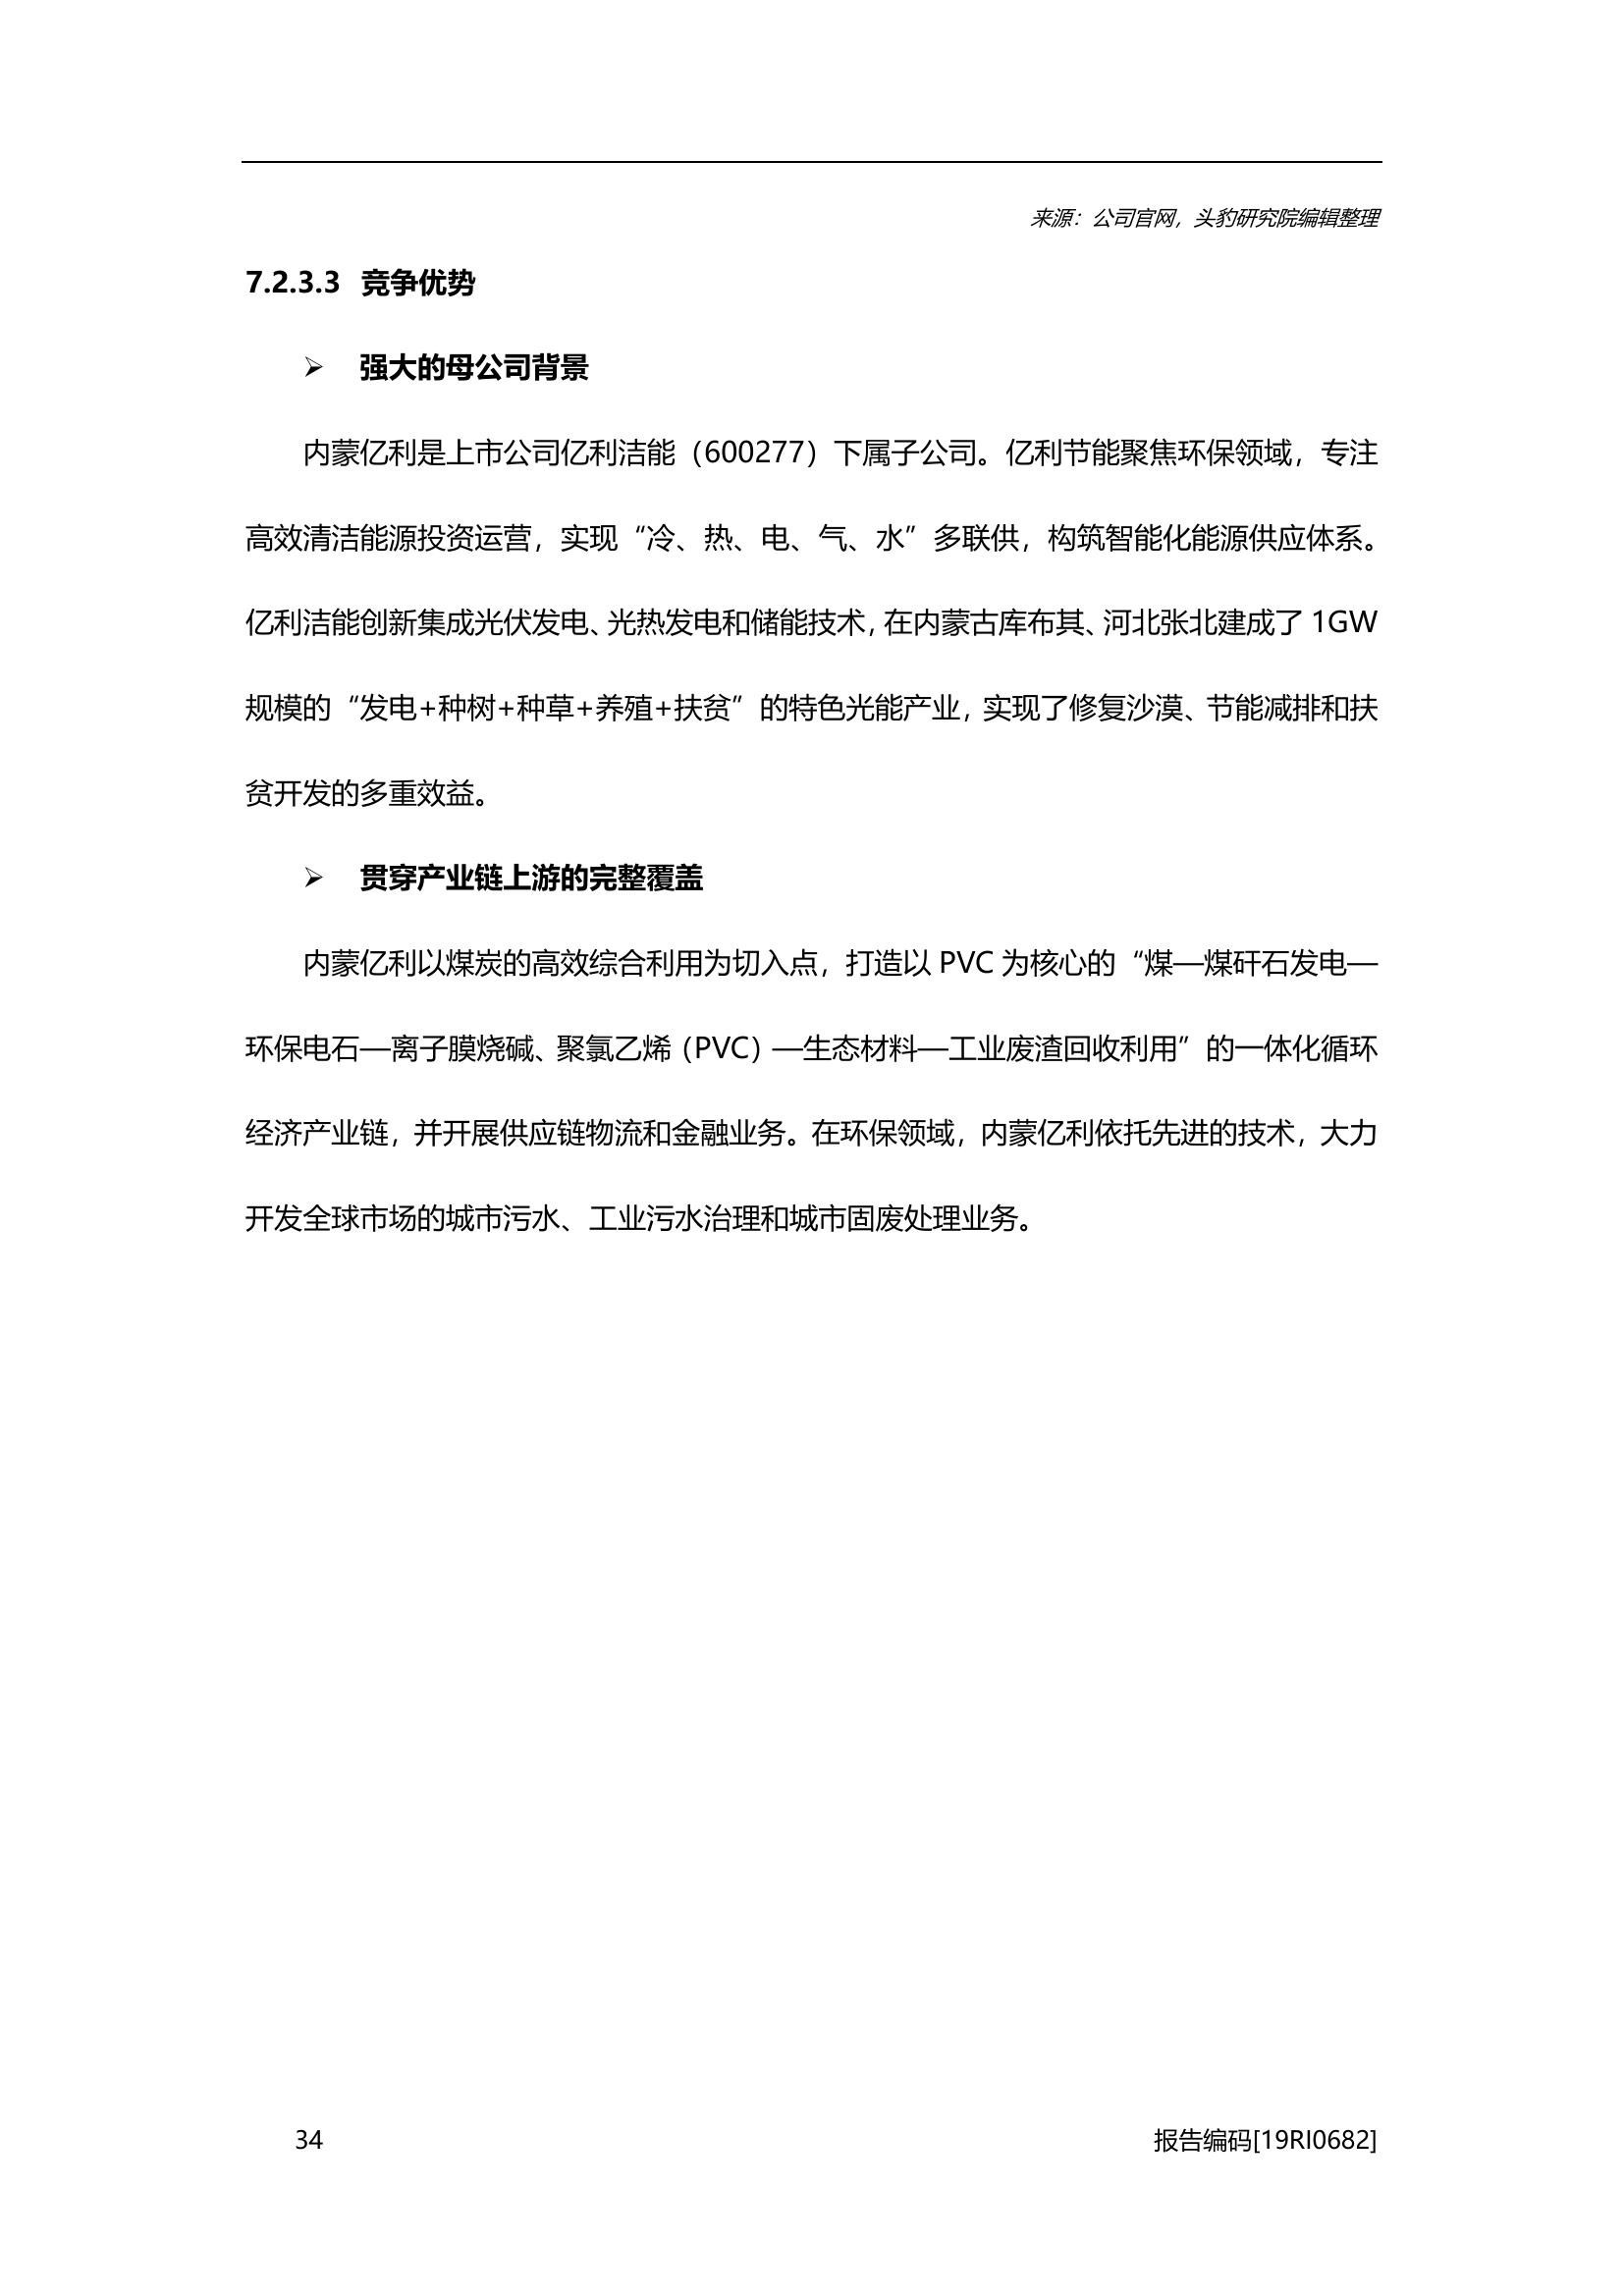 来源：公司官网，头豹研究院编辑整理
7.2.3.3 竞争优势
➢ 强大的母公司背景
内蒙亿利是上市公司亿利洁能（600277）下属子公司。亿利节能聚焦环保领域，专注
高效清洁能源投资运营，实现“冷、热、电、气、水”多联供，构筑智能化能源供应体系。
亿利洁能创新集成光伏发电、光热发电和储能技术，在内蒙古库布其、河北张北建成了 1GW
规模的“发电+种树+种草+养殖+扶贫”的特色光能产业，实现了修复沙漠、节能减排和扶
贫开发的多重效益。
➢ 贯穿产业链上游的完整覆盖
内蒙亿利以煤炭的高效综合利用为切入点，打造以 PVC 为核心的“煤—煤矸石发电—
环保电石—离子膜烧碱、聚氯乙烯（PVC）—生态材料—工业废渣回收利用”的一体化循环
经济产业链，并开展供应链物流和金融业务。在环保领域，内蒙亿利依托先进的技术，大力
开发全球市场的城市污水、工业污水治理和城市固废处理业务。
34 报告编码[19RI0682]